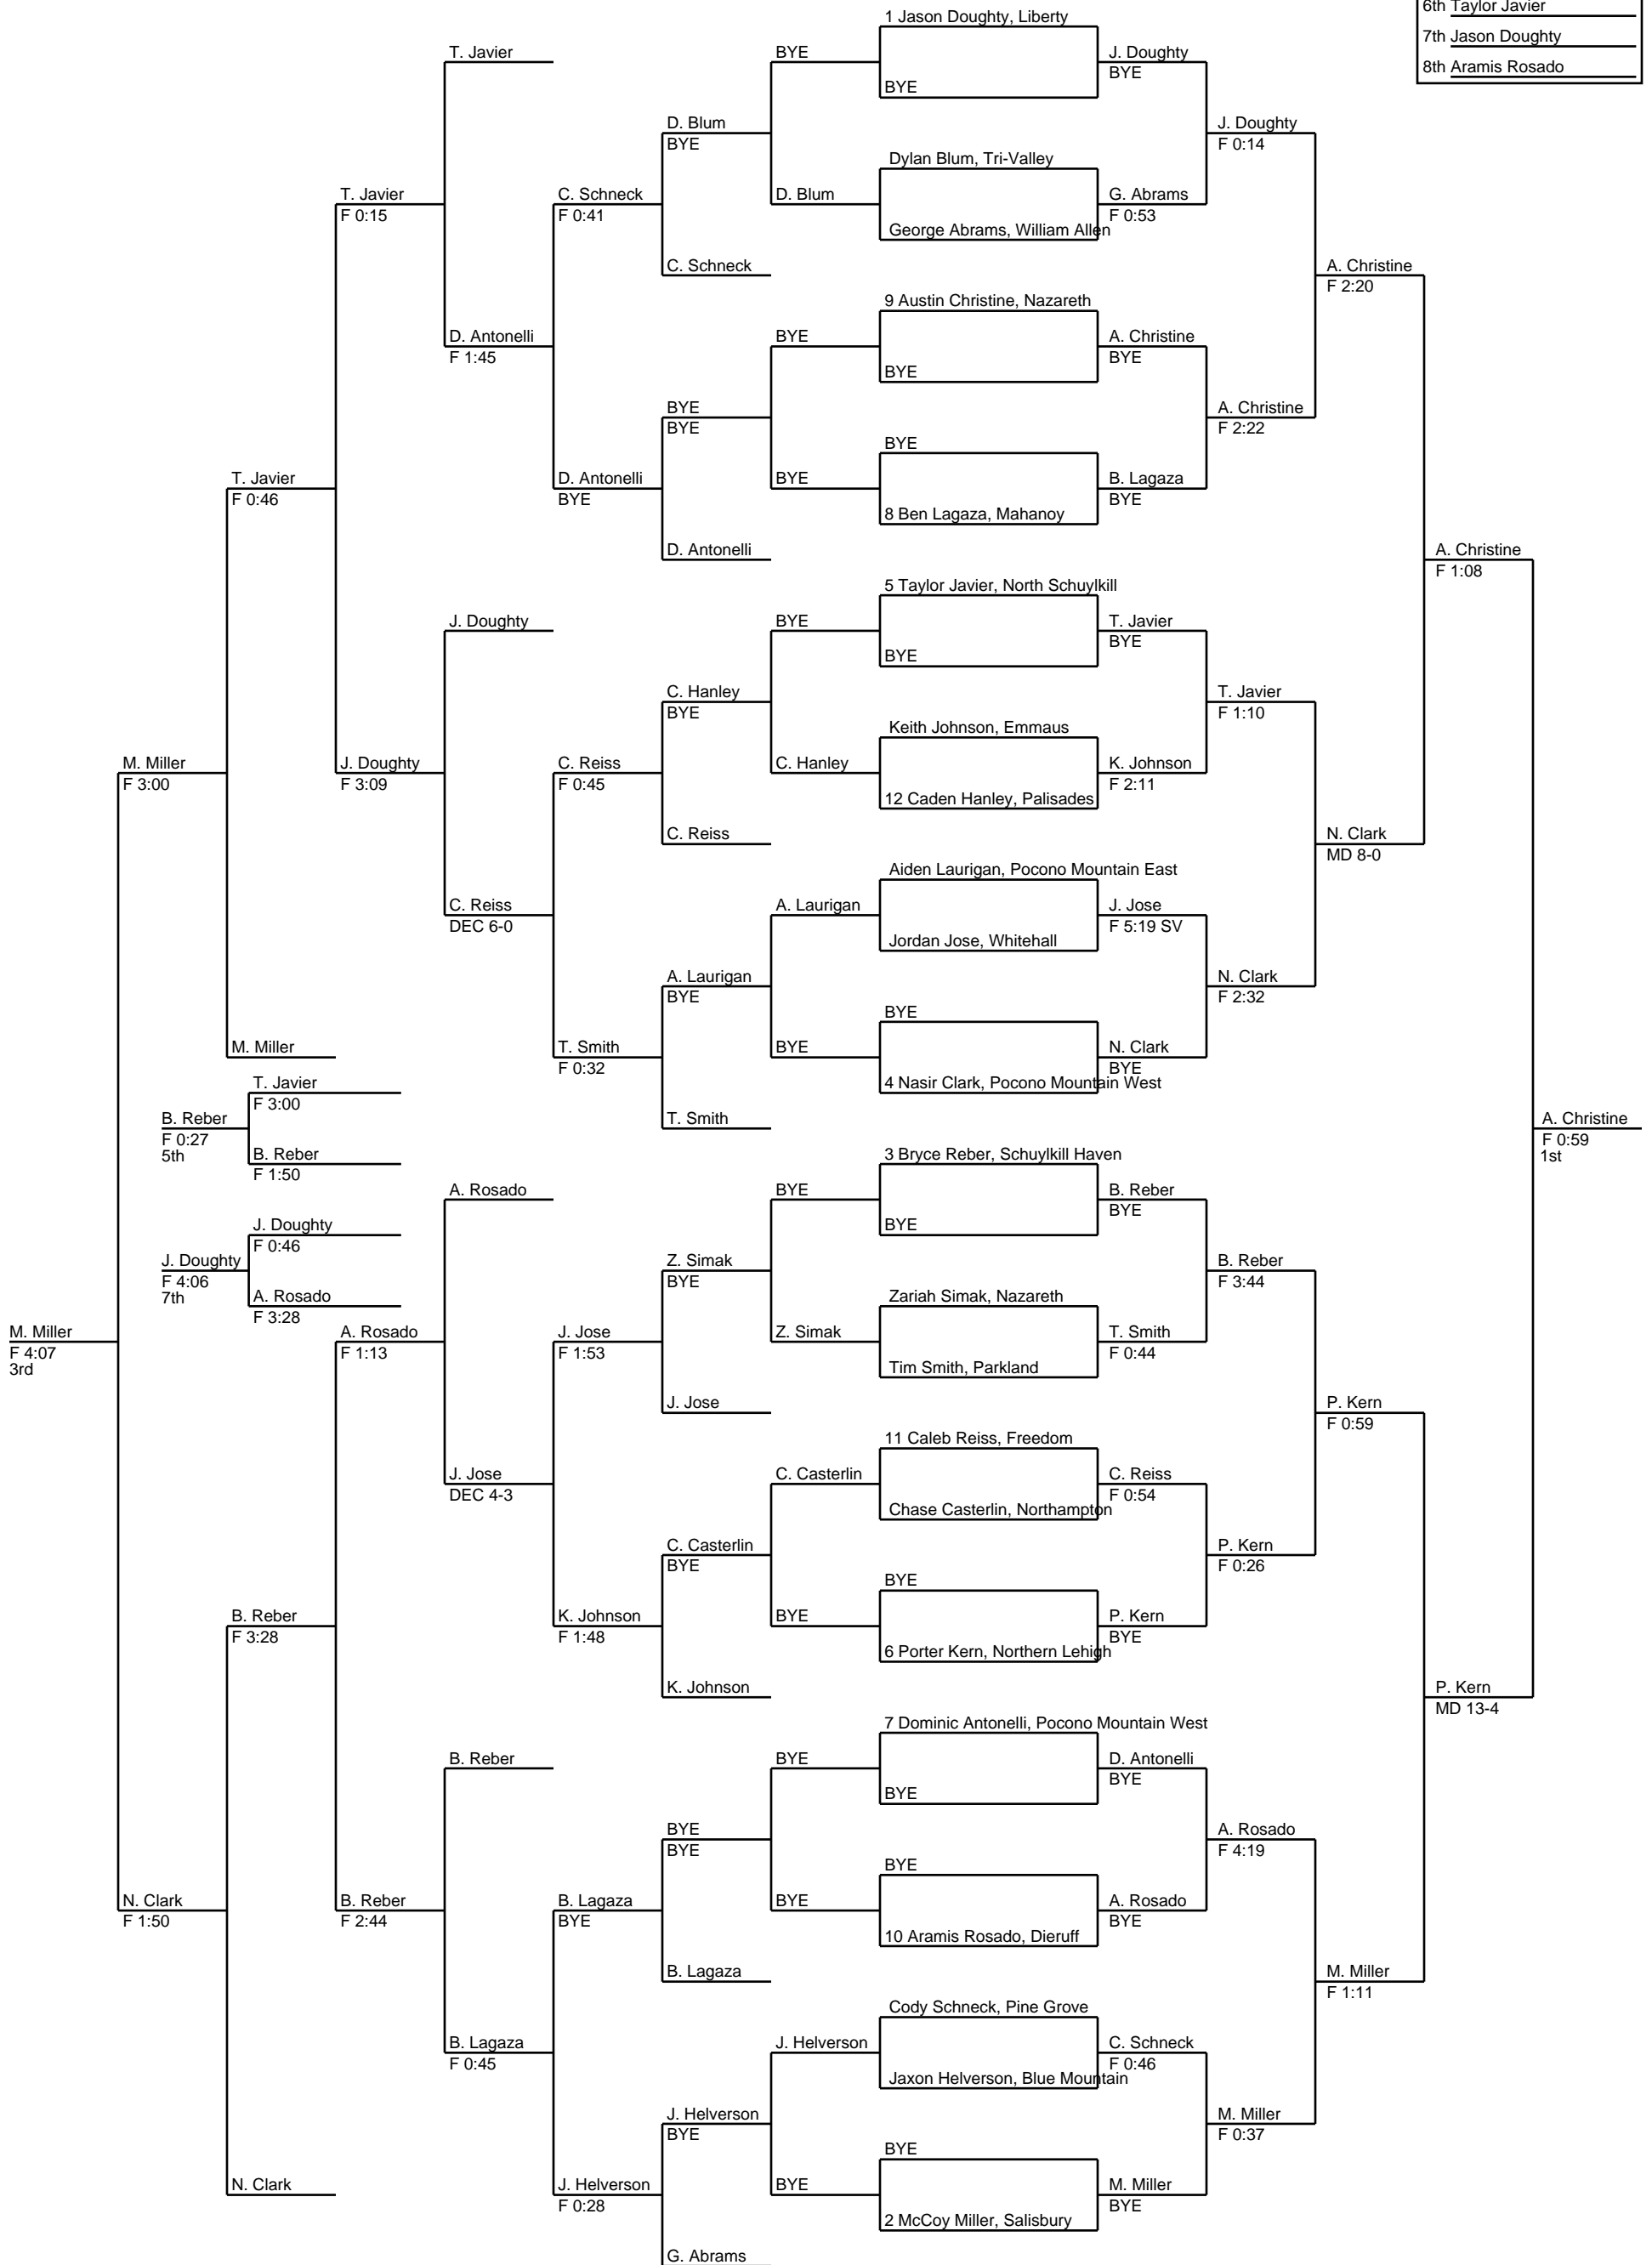 6th Taylor Javier
7th Jason Doughty
8th Aramis Rosado
1 Jason Doughty, Liberty
T. Javier
BYE
J. Doughty
BYE
BYE
D. Blum
BYE
J. Doughty
F 0:14
Dylan Blum, Tri-Valley
T. Javier
F 0:15
C. Schneck
F 0:41
D. Blum
G. Abrams
F 0:53
George Abrams, William Allen
C. Schneck
A. Christine
F 2:20
9 Austin Christine, Nazareth
D. Antonelli
F 1:45
BYE
A. Christine
BYE
BYE
BYE
BYE
A. Christine
F 2:22
BYE
T. Javier
F 0:46
D. Antonelli
BYE
BYE
B. Lagaza
BYE
8 Ben Lagaza, Mahanoy
D. Antonelli
A. Christine
F 1:08
5 Taylor Javier, North Schuylkill
J. Doughty
BYE
T. Javier
BYE
BYE
C. Hanley
BYE
T. Javier
F 1:10
Keith Johnson, Emmaus
M. Miller
F 3:00
J. Doughty
F 3:09
C. Reiss
F 0:45
C. Hanley
K. Johnson
F 2:11
12 Caden Hanley, Palisades
C. Reiss
N. Clark
MD 8-0
Aiden Laurigan, Pocono Mountain East
C. Reiss
DEC 6-0
A. Laurigan
J. Jose
F 5:19 SV
Jordan Jose, Whitehall
A. Laurigan
BYE
N. Clark
F 2:32
BYE
M. Miller
T. Smith
F 0:32
BYE
N. Clark
BYE
4 Nasir Clark, Pocono Mountain West
T. Javier
F 3:00
B. Reber
F 0:27
5th
T. Smith
A. Christine
F 0:59
1st
B. Reber
F 1:50
3 Bryce Reber, Schuylkill Haven
A. Rosado
BYE
B. Reber
BYE
BYE
J. Doughty
F 0:46
J. Doughty
F 4:06
7th
Z. Simak
BYE
B. Reber
F 3:44
A. Rosado
F 3:28
Zariah Simak, Nazareth
M. Miller
F 4:07
3rd
A. Rosado
F 1:13
J. Jose
F 1:53
Z. Simak
T. Smith
F 0:44
Tim Smith, Parkland
J. Jose
P. Kern
F 0:59
11 Caleb Reiss, Freedom
J. Jose
DEC 4-3
C. Casterlin
C. Reiss
F 0:54
Chase Casterlin, Northampton
C. Casterlin
BYE
P. Kern
F 0:26
BYE
B. Reber
F 3:28
K. Johnson
F 1:48
BYE
P. Kern
BYE
6 Porter Kern, Northern Lehigh
K. Johnson
P. Kern
MD 13-4
7 Dominic Antonelli, Pocono Mountain West
B. Reber
BYE
D. Antonelli
BYE
BYE
BYE
BYE
A. Rosado
F 4:19
BYE
N. Clark
F 1:50
B. Reber
F 2:44
B. Lagaza
BYE
BYE
A. Rosado
BYE
10 Aramis Rosado, Dieruff
B. Lagaza
M. Miller
F 1:11
Cody Schneck, Pine Grove
B. Lagaza
F 0:45
J. Helverson
C. Schneck
F 0:46
Jaxon Helverson, Blue Mountain
J. Helverson
BYE
M. Miller
F 0:37
BYE
N. Clark
J. Helverson
F 0:28
BYE
M. Miller
BYE
2 McCoy Miller, Salisbury
G. Abrams